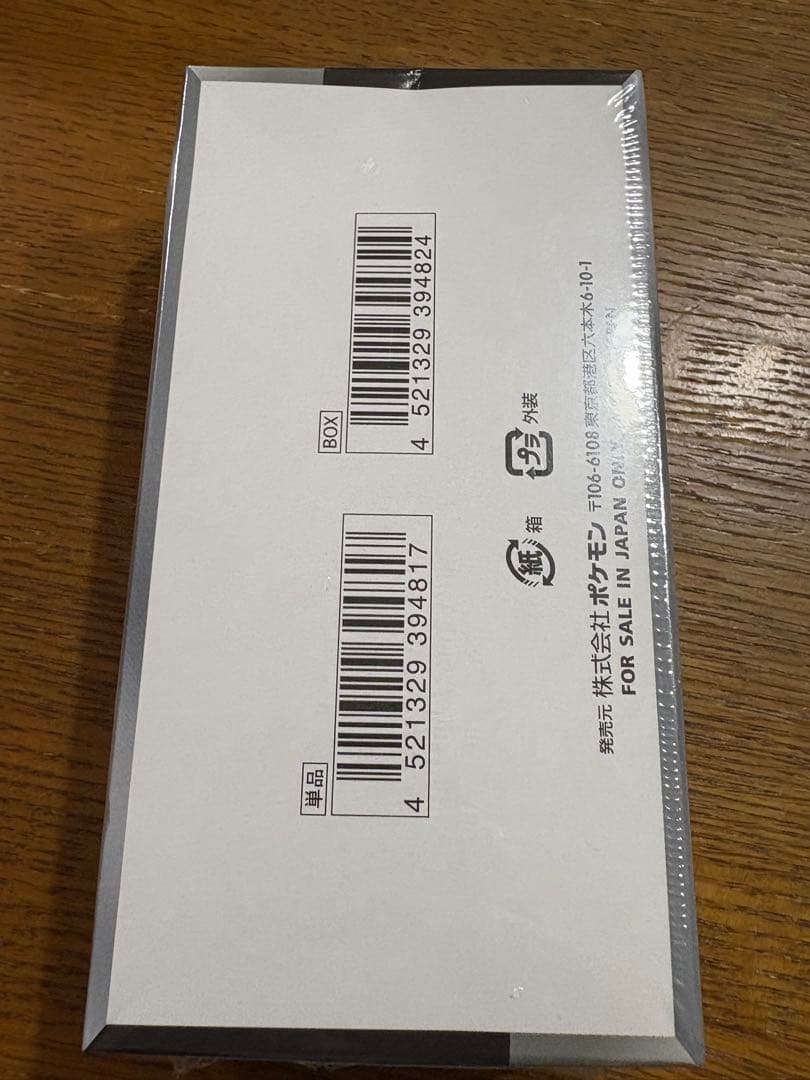 単品
4 521329 394817
BOX
4 521329 394824
紙 箱
プラ 外装
発売元 株式会社ポケモン 〒106-6108 東京都港区六本木6-10-1
FOR SALE IN JAPAN ONLY